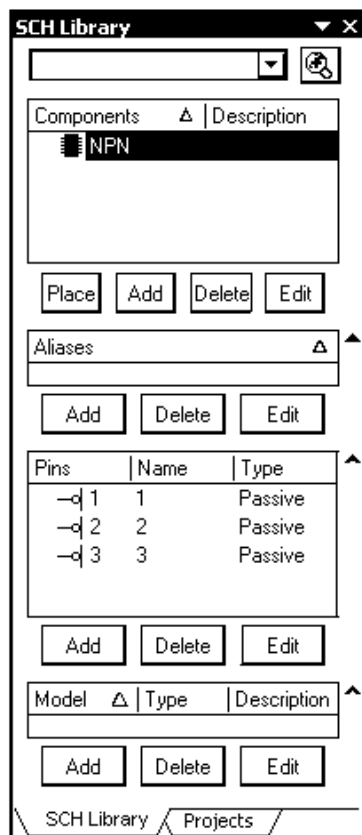 SCH Library
Components Description
NPN
Place Add Delete Edit
Aliases
Add Delete Edit
Pins Name Type
1 1 Passive
2 2 Passive
3 3 Passive
Add Delete Edit
Model Type Description
Add Delete Edit
SCH Library Projects